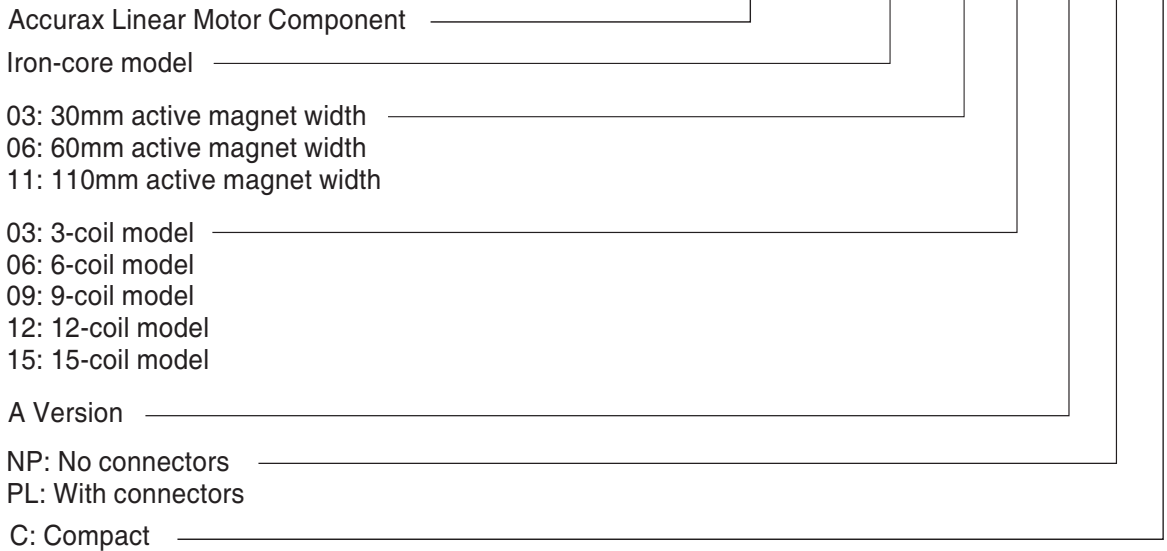 Accurax Linear Motor Component
Iron-core model
03: 30mm active magnet width
06: 60mm active magnet width
11: 110mm active magnet width
03: 3-coil model
06: 6-coil model
09: 9-coil model
12: 12-coil model
15: 15-coil model
A Version
NP: No connectors
PL: With connectors
C: Compact